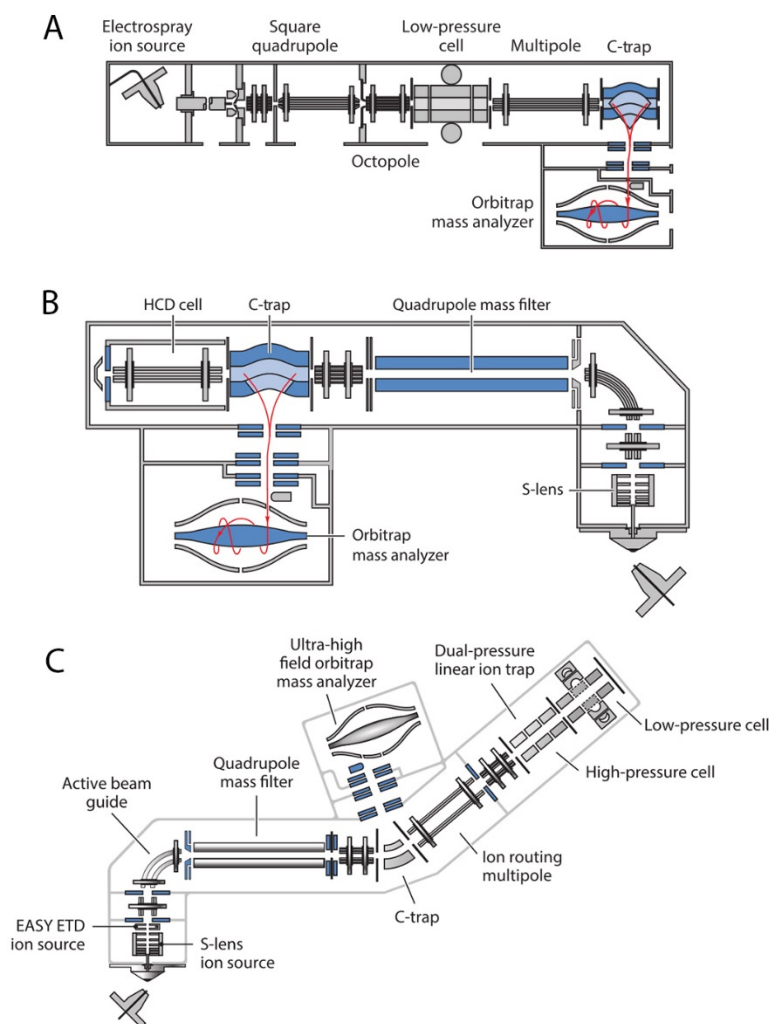 A
Electrospray
ion source
Square
quadrupole
Low-pressure
cell
Multipole
C-trap
Octopole
Orbitrap
mass analyzer
B
HCD cell
C-trap
Quadrupole mass filter
S-lens
Orbitrap
mass analyzer
C
Ultra-high
field orbitrap
mass analyzer
Dual-pressure
linear ion trap
Low-pressure cell
High-pressure cell
Quadrupole
mass filter
Active beam
guide
Ion routing
multipole
C-trap
EASY ETD
ion source
S-lens
ion source